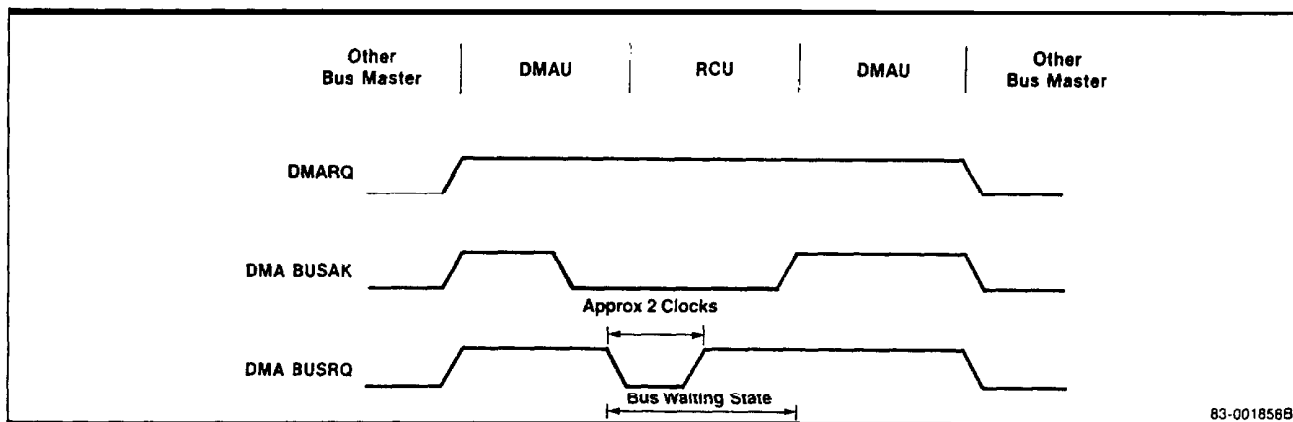 Other
Bus Master
DMAU
RCU
DMAU
Other
Bus Master
DMARQ
DMA BUSAK
Approx 2 Clocks
DMA BUSRQ
Bus Waiting State
83-001856B